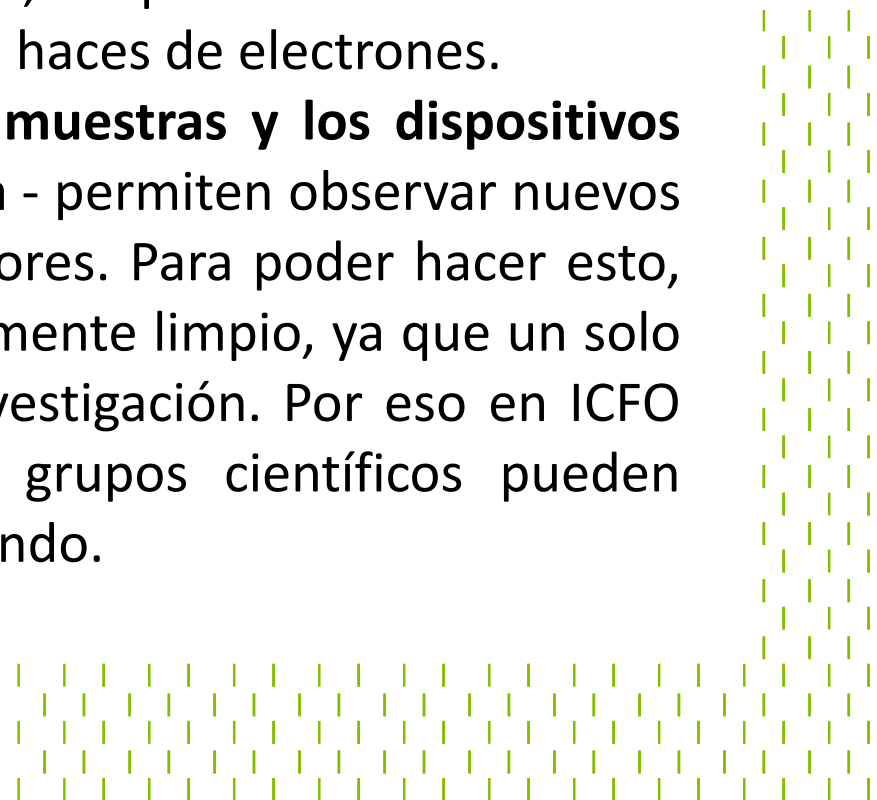 haces de electrones.
muestras y los dispositivos
- permiten observar nuevos
ores. Para poder hacer esto,
mente limpio, ya que un solo
vestigación. Por eso en ICFO
grupos científicos pueden
ndo.